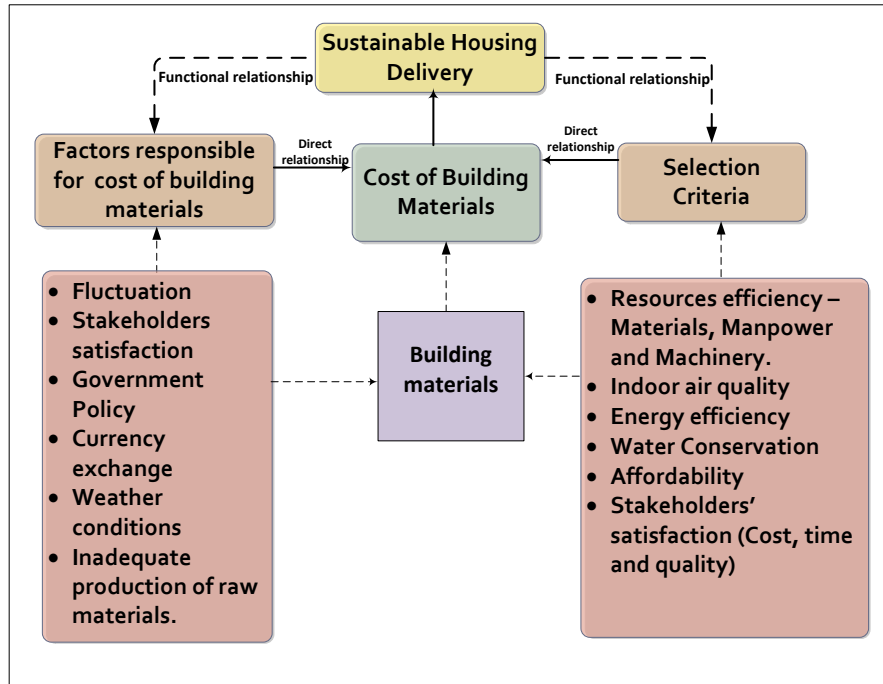 Sustainable Housing
Delivery
Functional relationship
Functional relationship
Factors responsible
for cost of building
materials
Direct
relationship
Cost of Building
Materials
Direct
relationship
Selection
Criteria
• Fluctuation
• Stakeholders
satisfaction
• Government
Policy
• Currency
exchange
• Weather
conditions
• Inadequate
production of raw
materials.
Building
materials
• Resources efficiency –
Materials, Manpower
and Machinery.
• Indoor air quality
• Energy efficiency
• Water Conservation
• Affordability
• Stakeholders’
satisfaction (Cost, time
and quality)